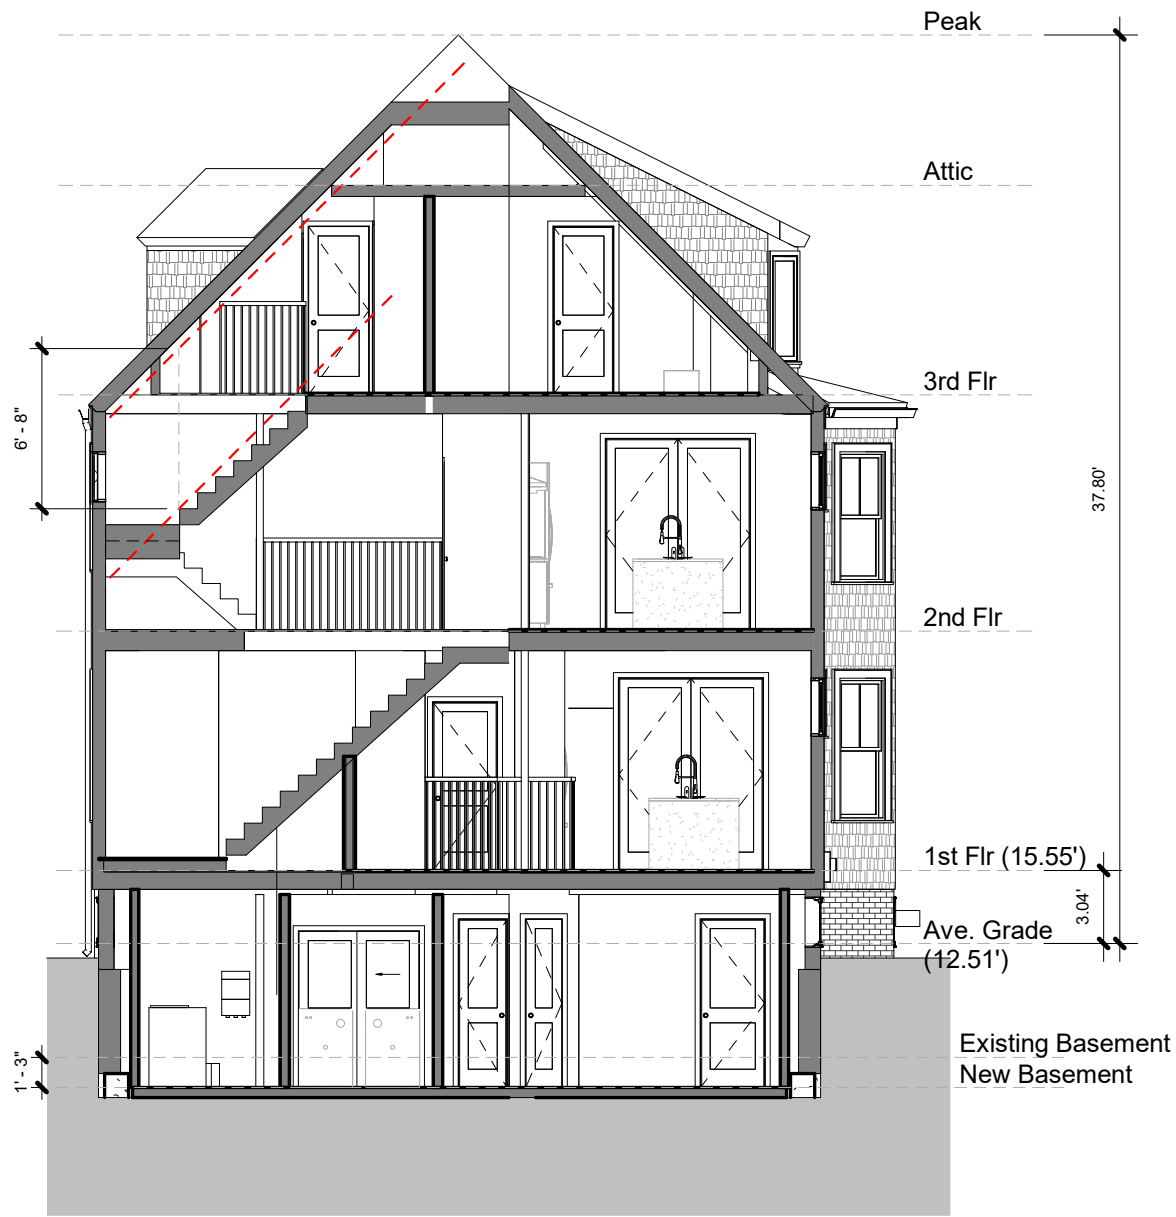 Peak
Attic
3rd Flr
6' - 8"
37.80'
2nd Flr
1st Flr (15.55')
3.04'
Ave. Grade
(12.51')
Existing Basement
1' - 3"
New Basement